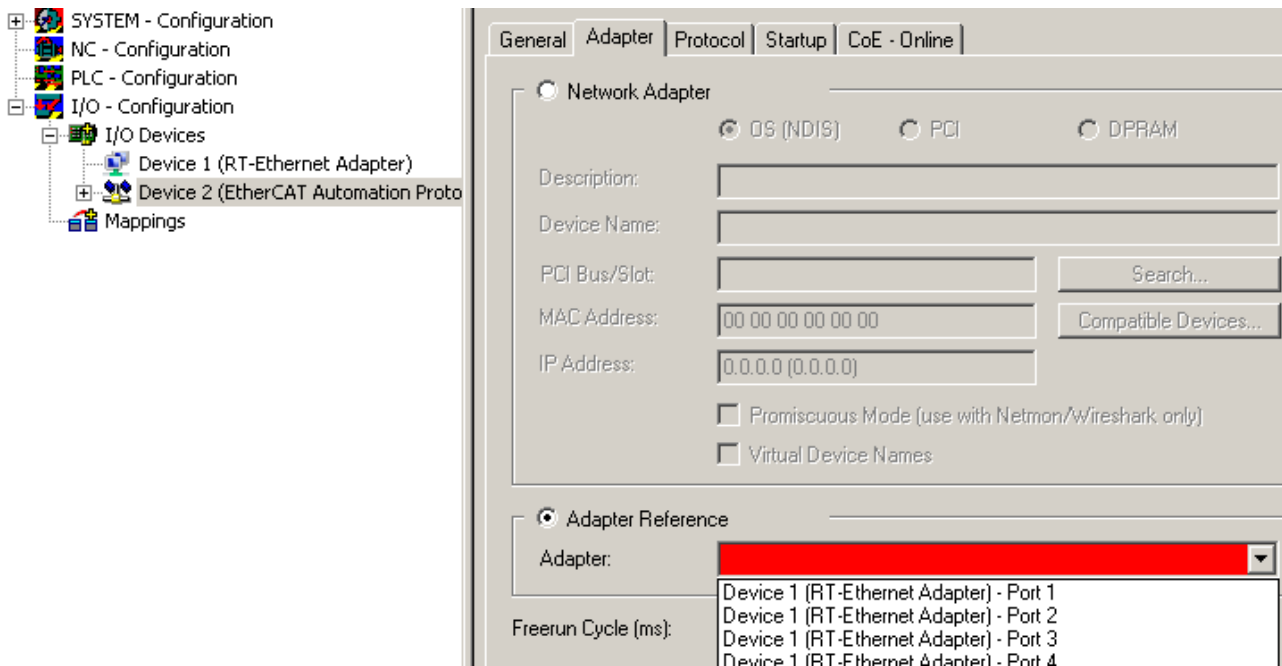 SYSTEM - Configuration
NC - Configuration
PLC - Configuration
I/O - Configuration
I/O Devices
Device 1 (RT-Ethernet Adapter)
Device 2 (EtherCAT Automation Proto
Mappings
General Adapter Protocol Startup CoE - Online
Network Adapter
OS (NDIS) PCI DPRAM
Description:
Device Name:
PCI Bus/Slot: Search...
MAC Address: 00 00 00 00 00 00 Compatible Devices...
IP Address: 0.0.0.0 (0.0.0.0)
Promiscuous Mode (use with Netmon/Wireshark only)
Virtual Device Names
Adapter Reference
Adapter:
Device 1 (RT-Ethernet Adapter) - Port 1
Device 1 (RT-Ethernet Adapter) - Port 2
Freerun Cycle (ms):
Device 1 (RT-Ethernet Adapter) - Port 3
Device 1 (RT-Ethernet Adapter) - Port 4